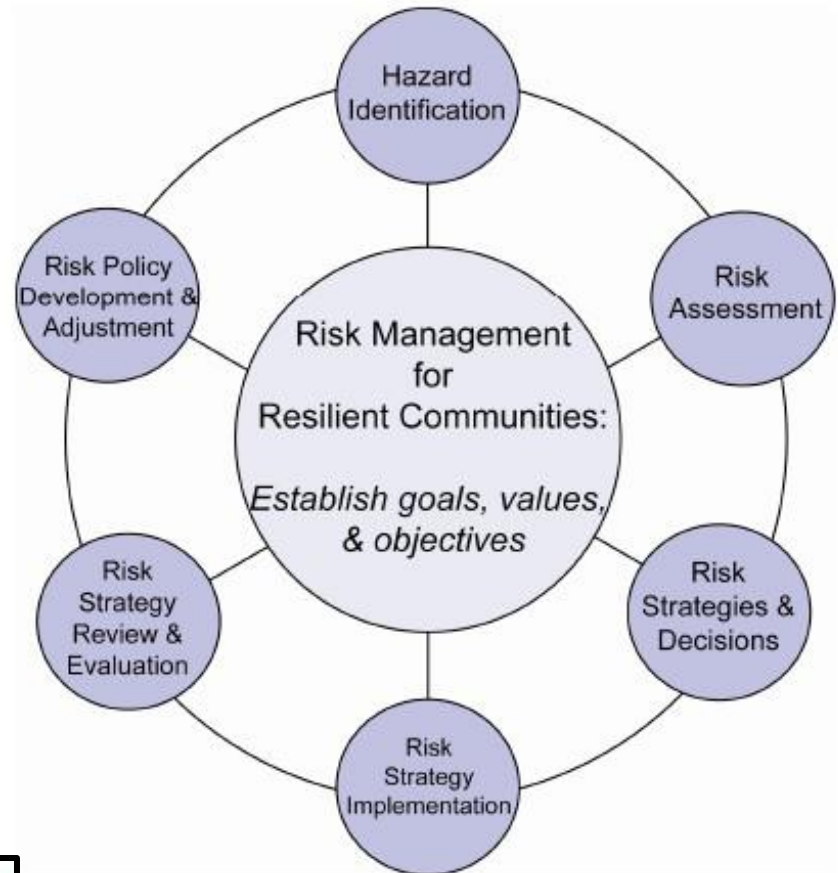 Hazard
Identification
Risk
Assessment
Risk
Strategies &
Decisions
Risk
Strategy
Implementation
Risk
Strategy
Review &
Evaluation
Risk Policy
Development &
Adjustment
Risk Management
for
Resilient Communities:
Establish goals, values,
& objectives